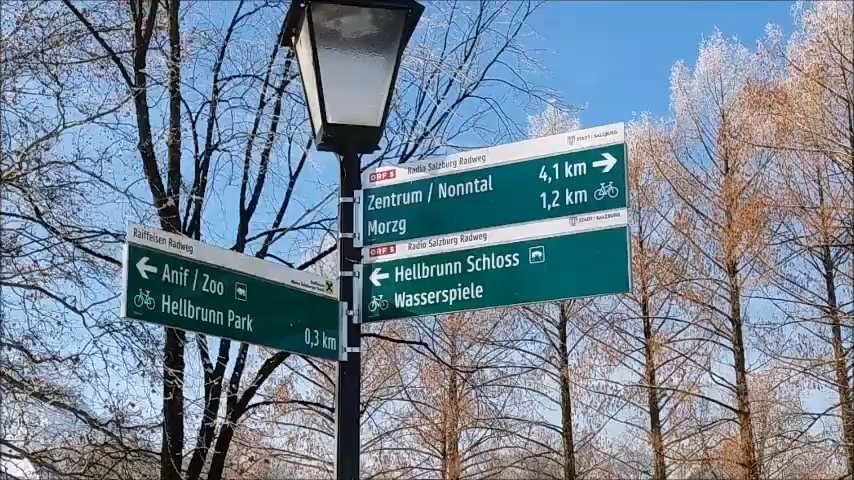 ORF S Radio Salzburg Radweg STADT : SALZBURG
Zentrum / Nonntal 4,1 km
Morzg 1,2 km
ORF S Radio Salzburg Radweg STADT : SALZBURG
Hellbrunn Schloss
Wasserspiele
Raiffeisen Radweg
Anif / Zoo
Hellbrunn Park 0,3 km